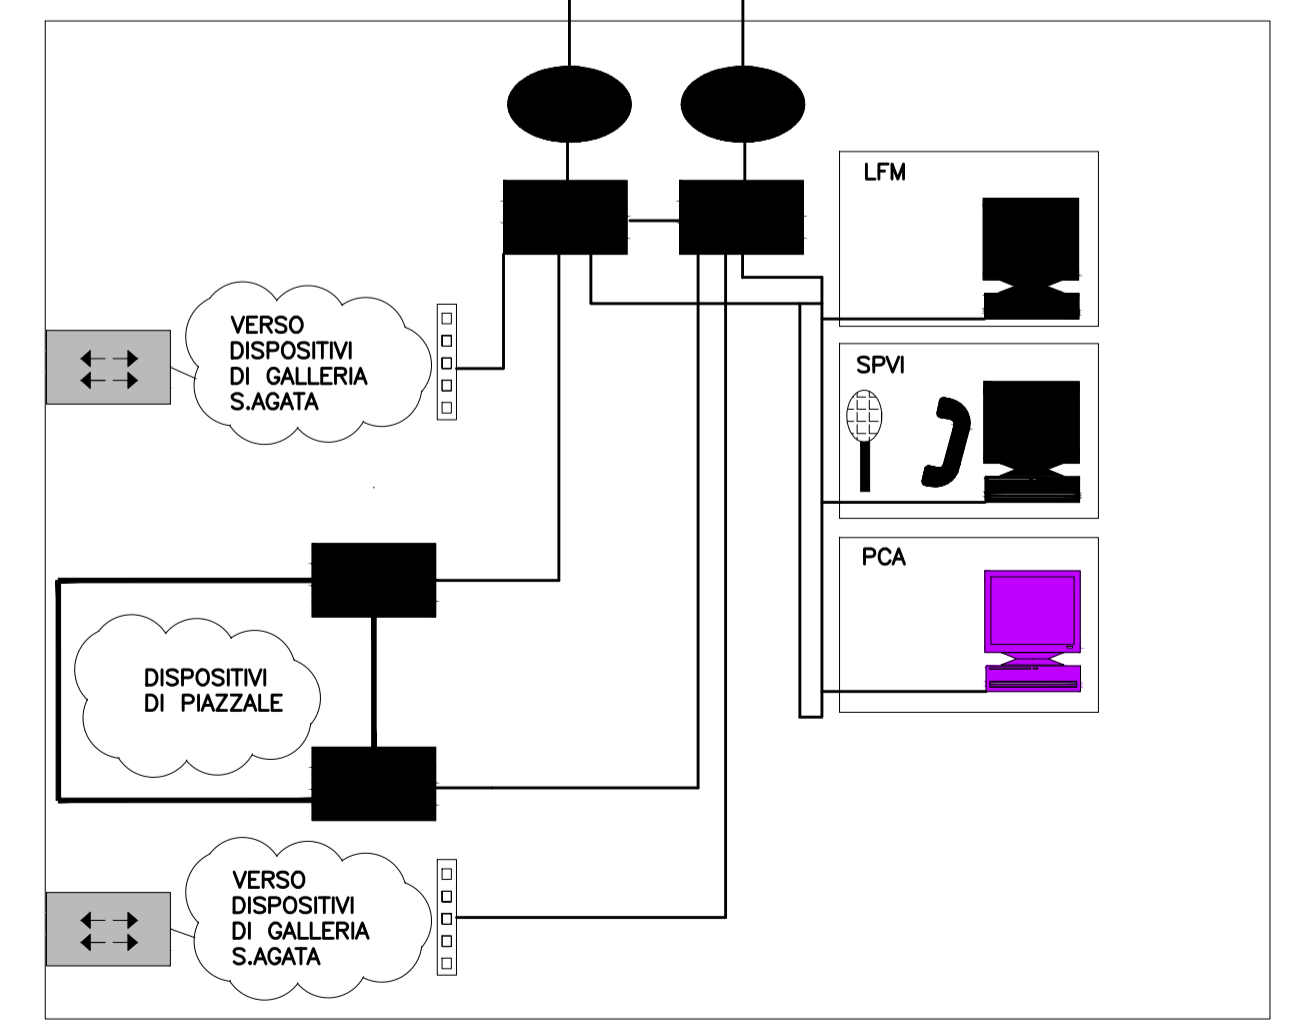 LFM
VERSO
DISPOSITIVI
DI GALLERIA
S.AGATA
SPVI
PCA
DISPOSITIVI
DI PIAZZALE
VERSO
DISPOSITIVI
DI GALLERIA
S.AGATA